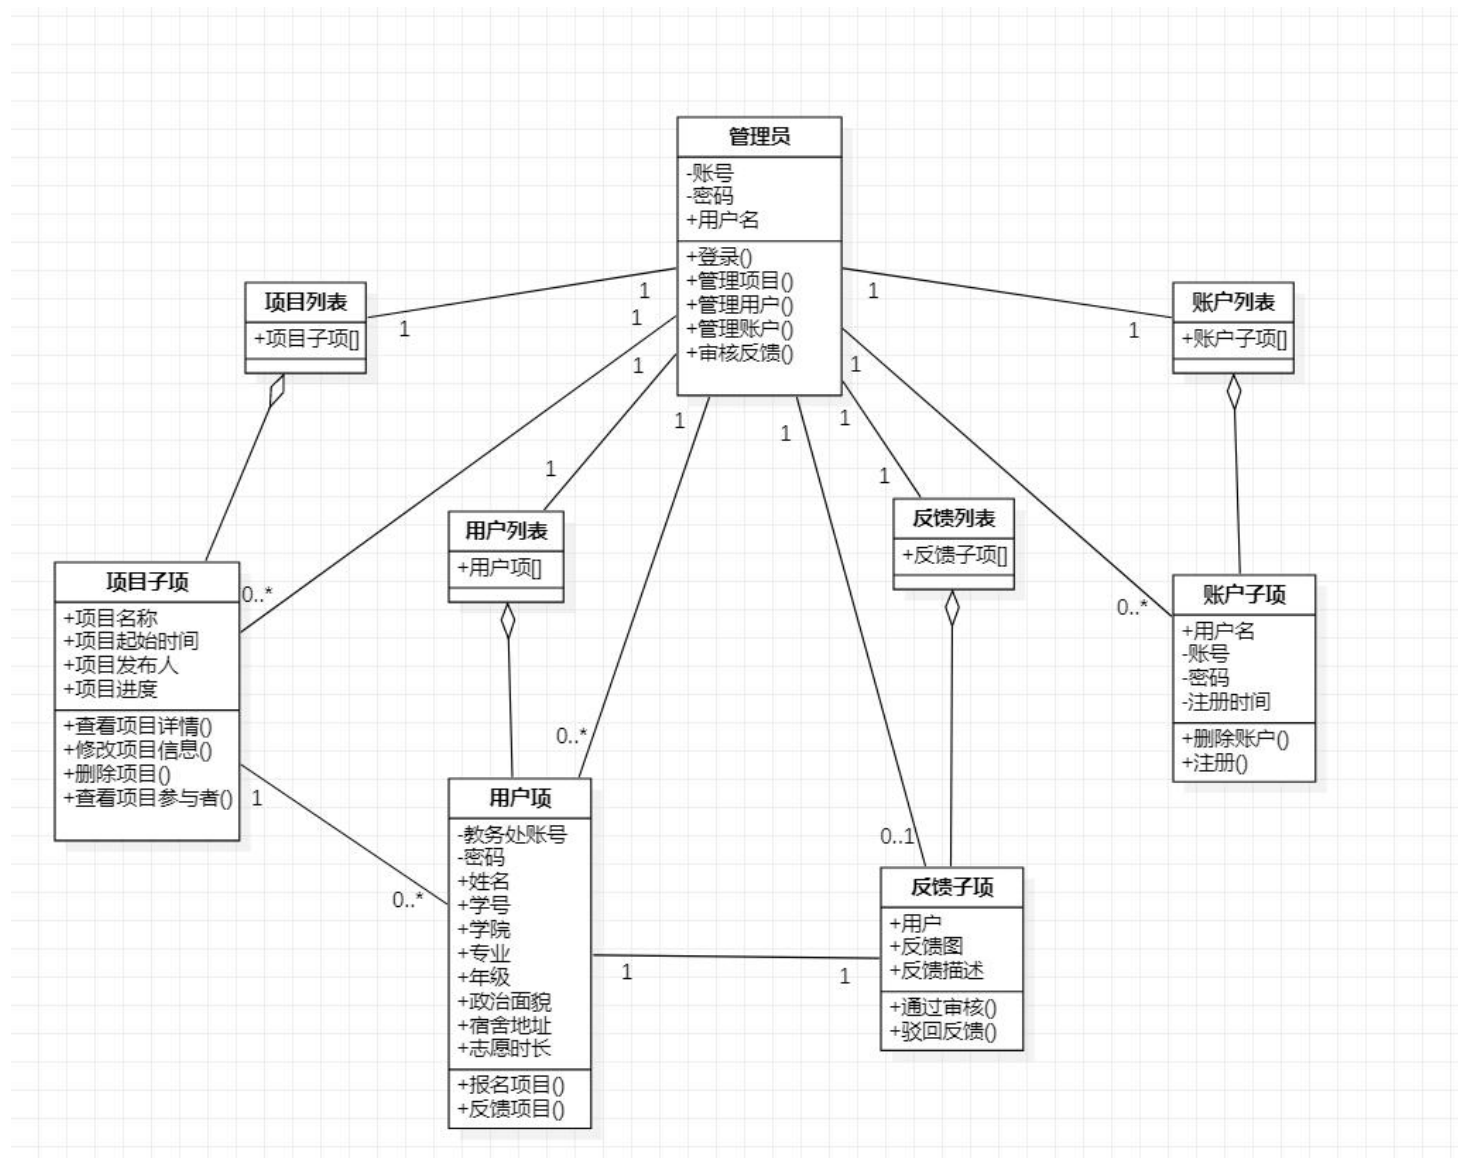 管理员
-账号
-密码
+用户名
+登录()
+管理项目()
+管理用户()
+管理账户()
+审核反馈()
项目列表
+项目子项[]
账户列表
+账户子项[]
1
1
1
1
1
1
1
1
1
1
1
1
1
用户列表
+用户项[]
反馈列表
+反馈子项[]
项目子项
+项目名称
+项目起始时间
+项目发布人
+项目进度
+查看项目详情()
+修改项目信息()
+删除项目()
+查看项目参与者()
0..*
账户子项
+用户名
-账号
-密码
-注册时间
+删除账户()
+注册()
0..*
0..*
1
0..*
用户项
-教务处账号
-密码
+姓名
+学号
+学院
+专业
+年级
+政治面貌
+宿舍地址
+志愿时长
+报名项目()
+反馈项目()
0..1
反馈子项
+用户
+反馈图
+反馈描述
+通过审核()
+驳回反馈()
1
1